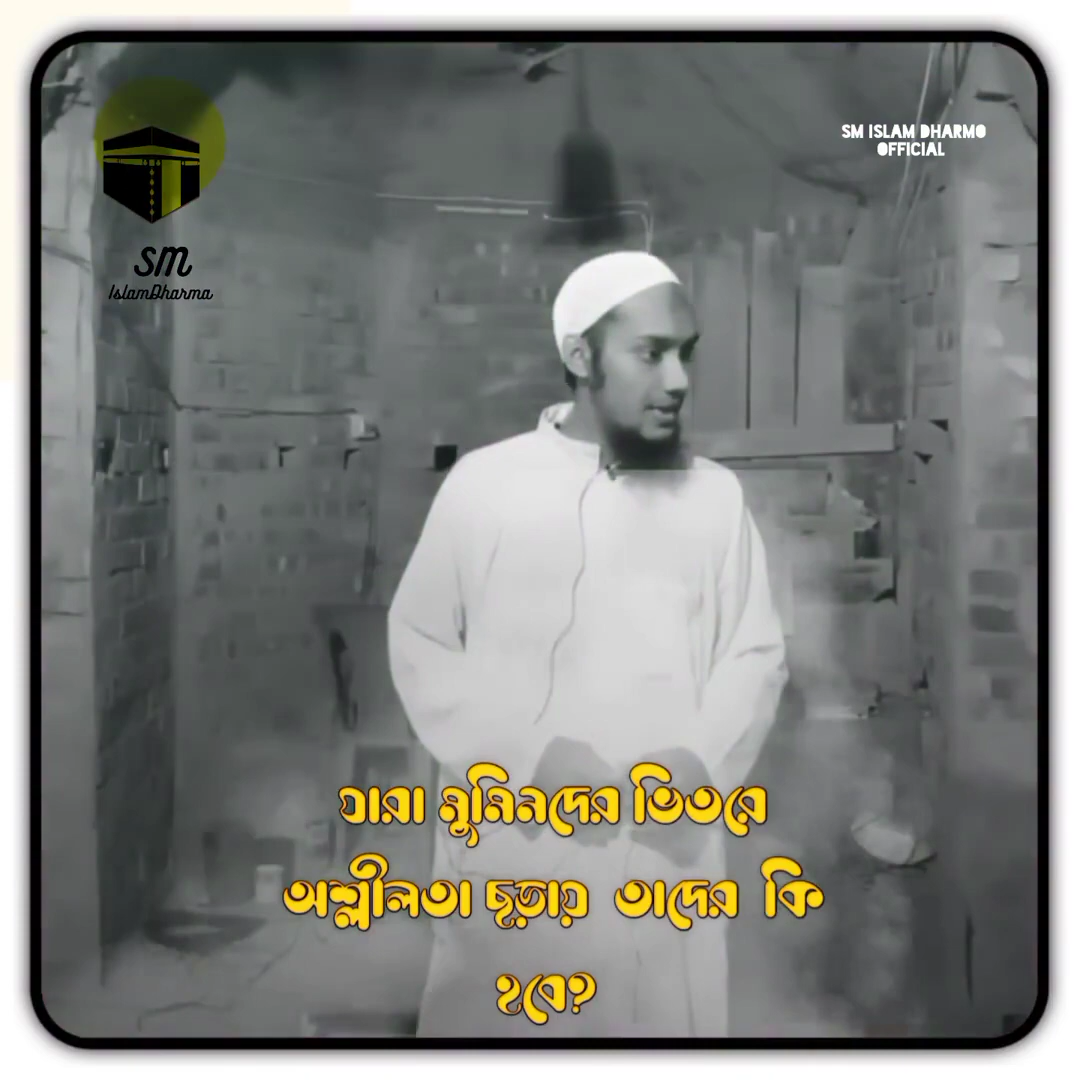 SM ISLAM DHARMO
OFFICIAL
SM
IslamDharma
যারা মুমিনদের ভিতরে
অশ্লীলতা ছড়ায় তাদের কি
হবে?